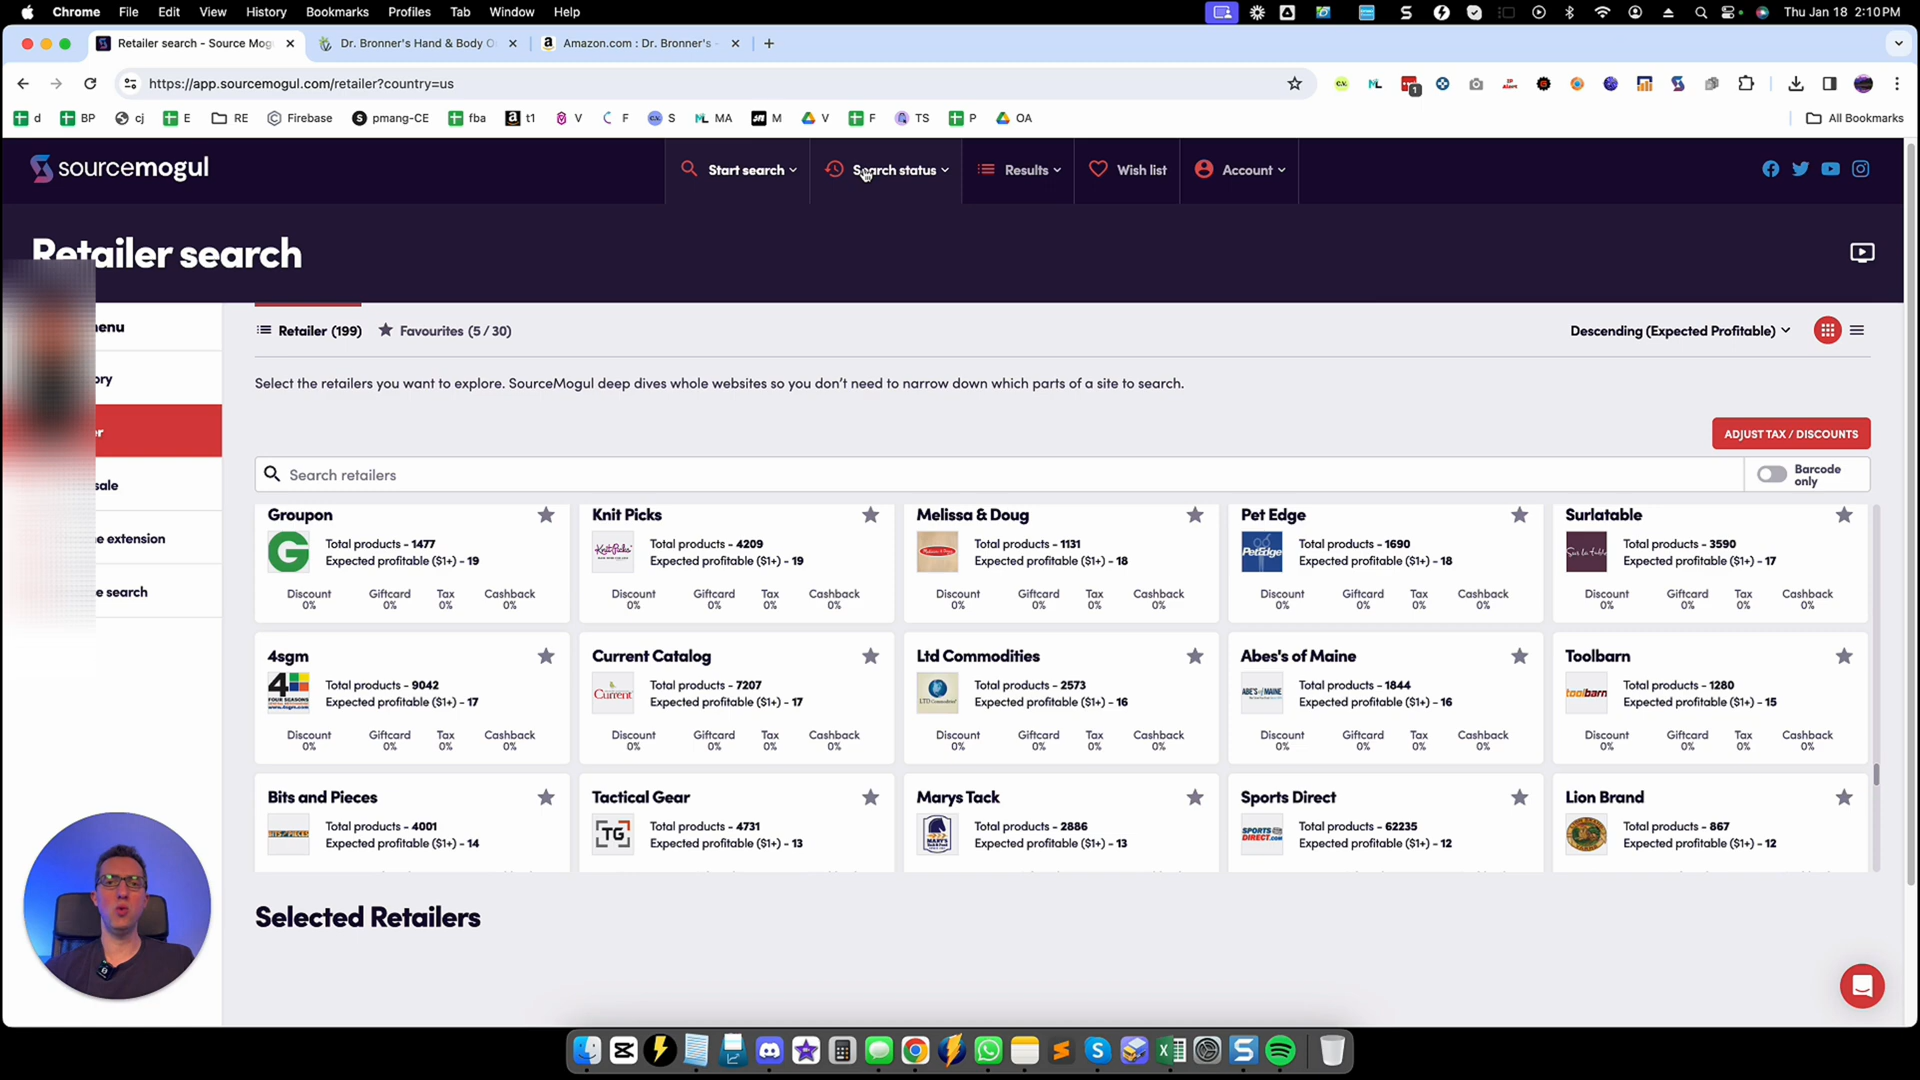 Chrome File Edit View History Bookmarks Profiles Tab Window Help
Thu Jan 18 2:10 PM
Retailer search - Source Mog
Dr. Bronner's Hand & Body O
Amazon.com : Dr. Bronner's -
https://app.sourcemogul.com/retailer?country=us
d BP cj E RE Firebase pmang-CE fba t1 V F S MA M V F TS P OA All Bookmarks
sourcemogul
Start search
Search status
Results
Wish list
Account
Retailer search
enu
ory
er
sale
e extension
e search
Retailer (199)
Favourites (5 / 30)
Descending (Expected Profitable)
Select the retailers you want to explore. SourceMogul deep dives whole websites so you don't need to narrow down which parts of a site to search.
ADJUST TAX / DISCOUNTS
Search retailers
Barcode only
Groupon
Total products - 1477
Expected profitable ($1+) - 19
Discount Giftcard Tax Cashback
0% 0% 0% 0%
Knit Picks
Total products - 4209
Expected profitable ($1+) - 19
Discount Giftcard Tax Cashback
0% 0% 0% 0%
Melissa & Doug
Total products - 1131
Expected profitable ($1+) - 18
Discount Giftcard Tax Cashback
0% 0% 0% 0%
Pet Edge
Total products - 1690
Expected profitable ($1+) - 18
Discount Giftcard Tax Cashback
0% 0% 0% 0%
Surlatable
Total products - 3590
Expected profitable ($1+) - 17
Discount Giftcard Tax Cashback
0% 0% 0% 0%
4sgm
Total products - 9042
Expected profitable ($1+) - 17
Discount Giftcard Tax Cashback
0% 0% 0% 0%
Current Catalog
Total products - 7207
Expected profitable ($1+) - 17
Discount Giftcard Tax Cashback
0% 0% 0% 0%
Ltd Commodities
Total products - 2573
Expected profitable ($1+) - 16
Discount Giftcard Tax Cashback
0% 0% 0% 0%
Abes's of Maine
Total products - 1844
Expected profitable ($1+) - 16
Discount Giftcard Tax Cashback
0% 0% 0% 0%
Toolbarn
Total products - 1280
Expected profitable ($1+) - 15
Discount Giftcard Tax Cashback
0% 0% 0% 0%
Bits and Pieces
Total products - 4001
Expected profitable ($1+) - 14
Tactical Gear
Total products - 4731
Expected profitable ($1+) - 13
Marys Tack
Total products - 2886
Expected profitable ($1+) - 13
Sports Direct
Total products - 62235
Expected profitable ($1+) - 12
Lion Brand
Total products - 867
Expected profitable ($1+) - 12
Selected Retailers